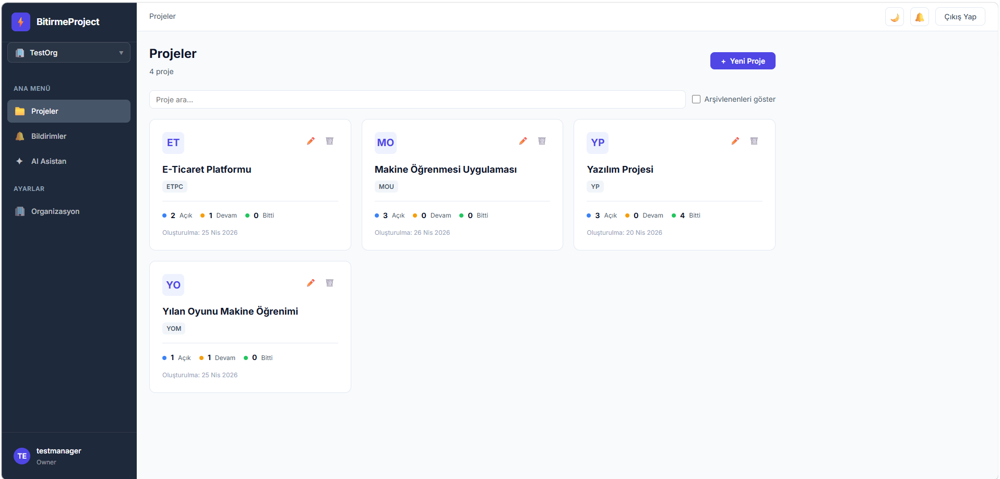 BitirmeProject
TestOrg
ANA MENÜ
Projeler
Bildirimler
AI Asistan
AYARLAR
Organizasyon
TE
testmanager
Owner
Projeler
Çıkış Yap
Projeler
4 proje
+ Yeni Proje
Proje ara...
Arşivlenenleri göster
ET
E-Ticaret Platformu
ETPC
2 Açık 1 Devam 0 Bitti
Oluşturulma: 25 Nis 2026
MO
Makine Öğrenmesi Uygulaması
MOU
3 Açık 0 Devam 0 Bitti
Oluşturulma: 26 Nis 2026
YP
Yazılım Projesi
YP
3 Açık 0 Devam 4 Bitti
Oluşturulma: 20 Nis 2026
YO
Yılan Oyunu Makine Öğrenimi
YOM
1 Açık 1 Devam 0 Bitti
Oluşturulma: 25 Nis 2026